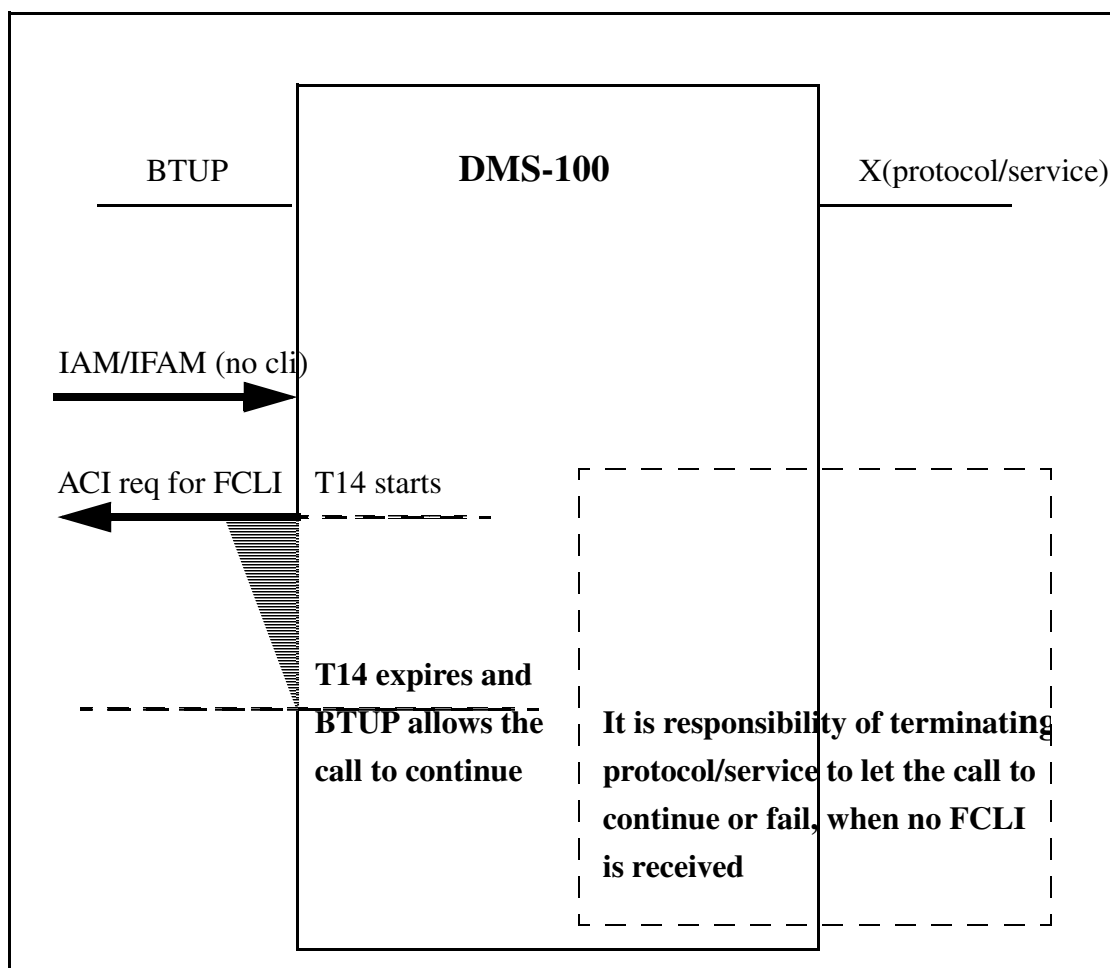 BTUP
DMS-100
X(protocol/service)
IAM/IFAM (no cli)
ACI req for FCLI
T14 starts
T14 expires and
BTUP allows the
call to continue
It is responsibility of terminating
protocol/service to let the call to
continue or fail, when no FCLI
is received